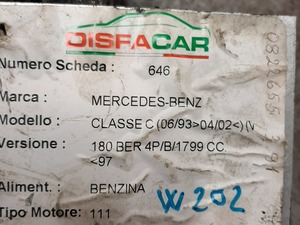 DISFACAR
Numero Scheda : 646
Marca : MERCEDES-BENZ
Modello : CLASSE C (06/93>04/02<) (V
Versione : 180 BER 4P/B/1799 CC.
<97
Aliment. : BENZINA
Tipo Motore: 111
W202